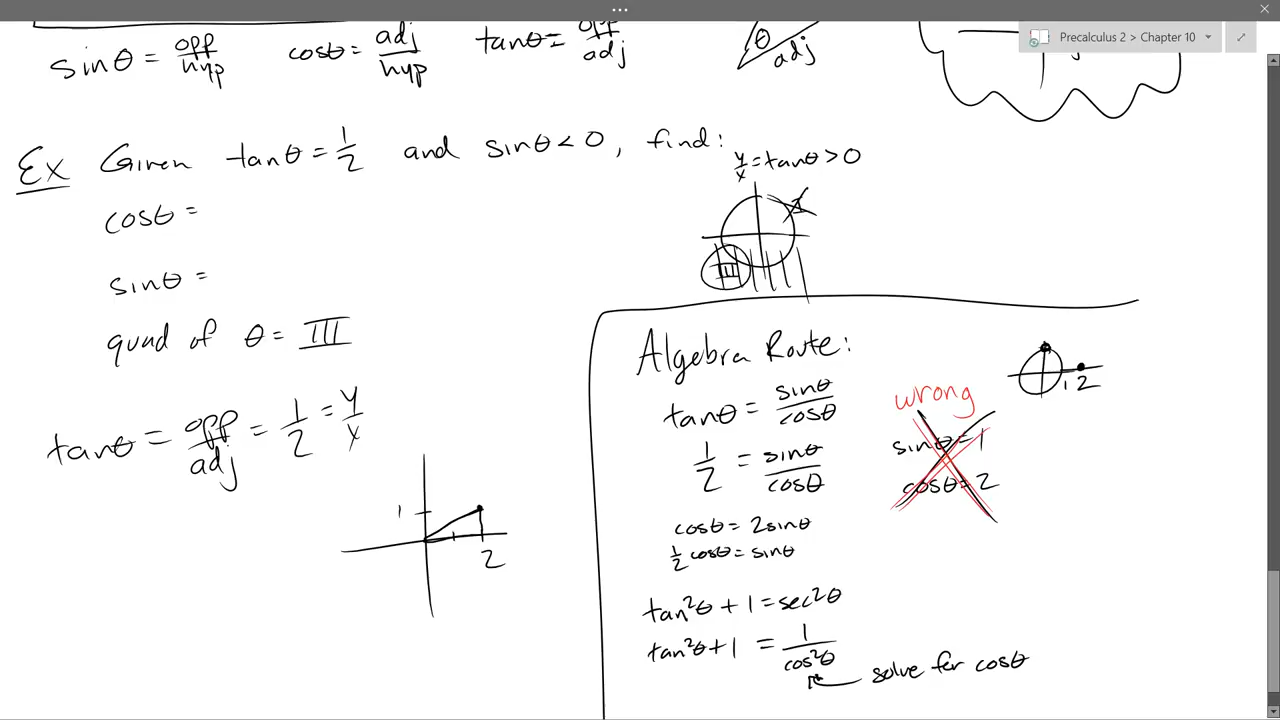 Precalculus 2 > Chapter 10
sinθ = opp/hyp cosθ = adj/hyp tanθ = opp/adj
θ
adj
Ex Given tanθ = 1/2 and sinθ < 0, find:
y/x = tanθ > 0
I
III
cosθ =
sinθ =
quad of θ = III
tanθ = opp/adj = 1/2 = y/x
1
2
Algebra Route:
tanθ = sinθ/cosθ
1/2 = sinθ/cosθ
cosθ = 2sinθ
1/2 cosθ = sinθ
tan²θ + 1 = sec²θ
tan²θ + 1 = 1/cos²θ
solve for cosθ
wrong
sinθ = 1
cosθ = 2
1 2